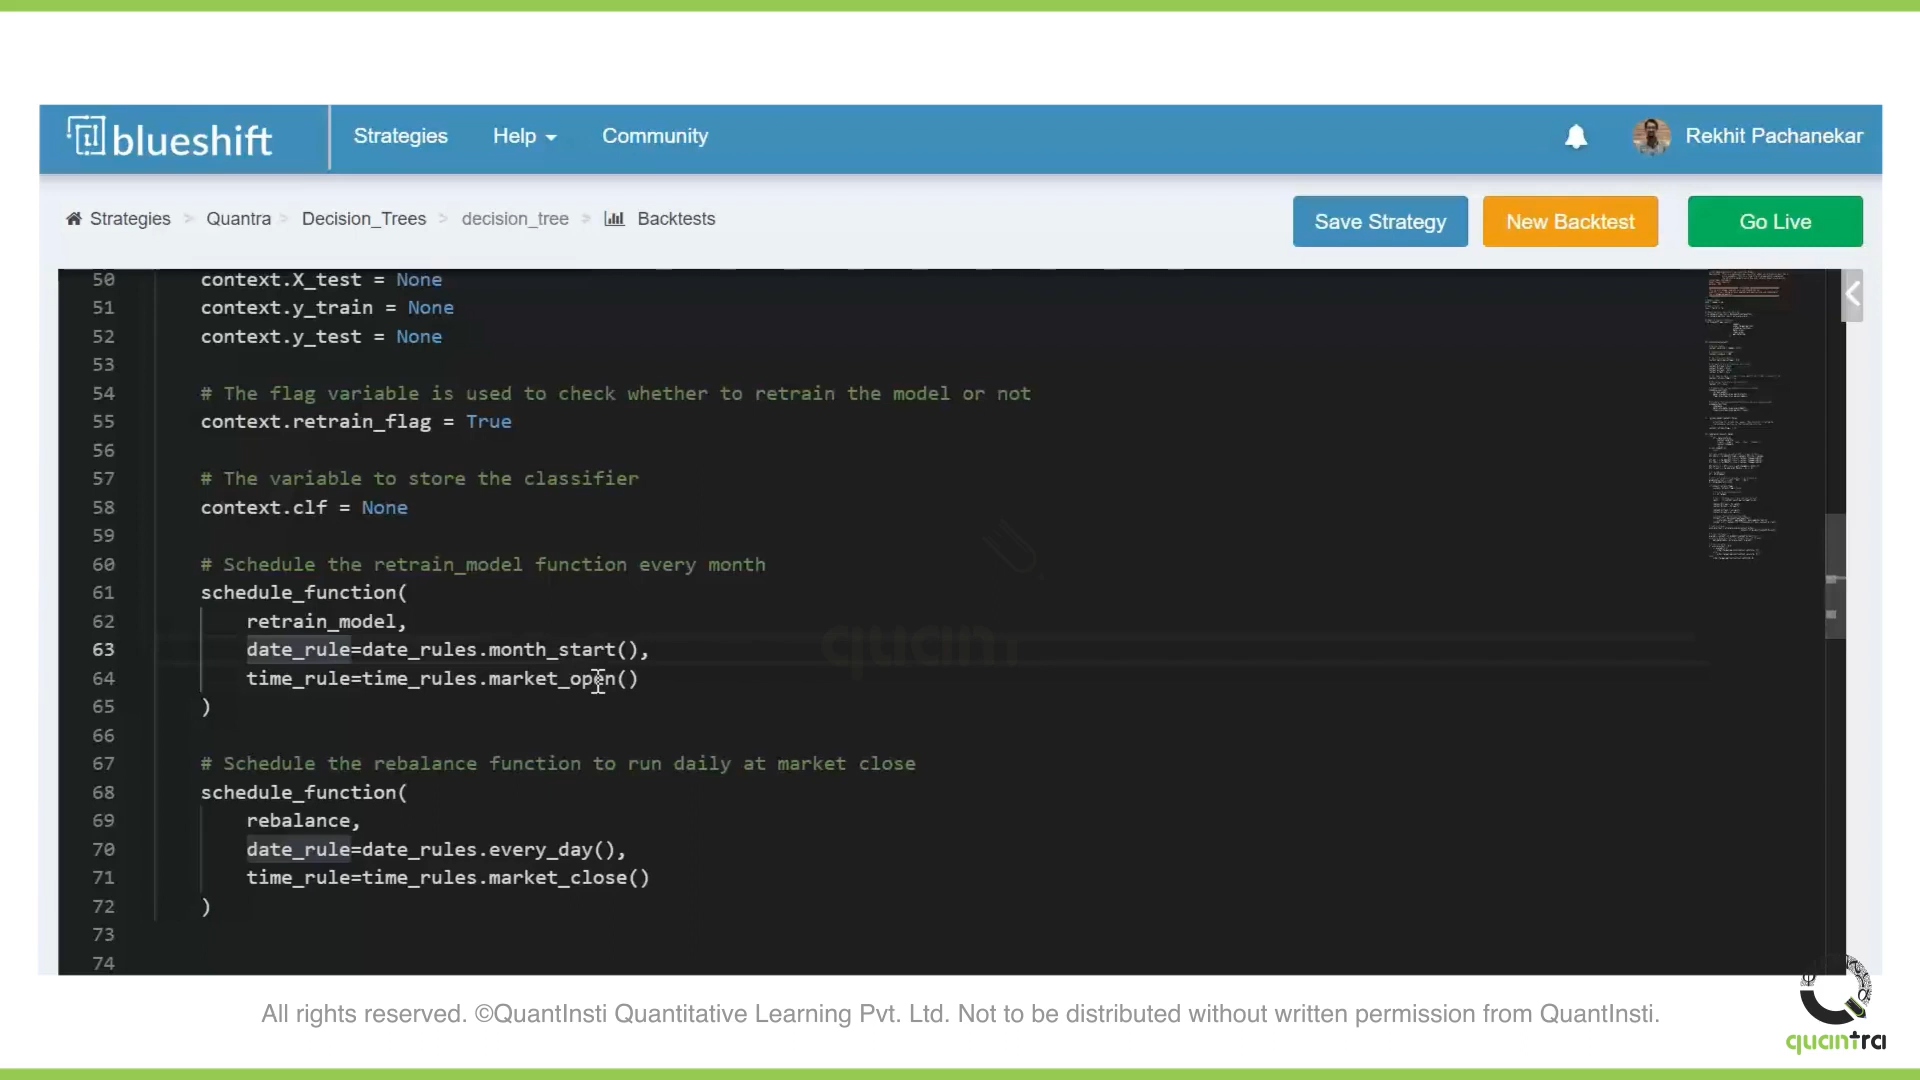 blueshift
Strategies
Help
Community
Rekhit Pachanekar
Strategies > Quantra > Decision_Trees > decision_tree > Backtests
Save Strategy
New Backtest
Go Live
50 context.X_test = None
51 context.y_train = None
52 context.y_test = None
53
54 # The flag variable is used to check whether to retrain the model or not
55 context.retrain_flag = True
56
57 # The variable to store the classifier
58 context.clf = None
59
60 # Schedule the retrain_model function every month
61 schedule_function(
62 retrain_model,
63 date_rule=date_rules.month_start(),
64 time_rule=time_rules.market_open()
65 )
66
67 # Schedule the rebalance function to run daily at market close
68 schedule_function(
69 rebalance,
70 date_rule=date_rules.every_day(),
71 time_rule=time_rules.market_close()
72 )
73
74
All rights reserved. ©QuantInsti Quantitative Learning Pvt. Ltd. Not to be distributed without written permission from QuantInsti.
quantra